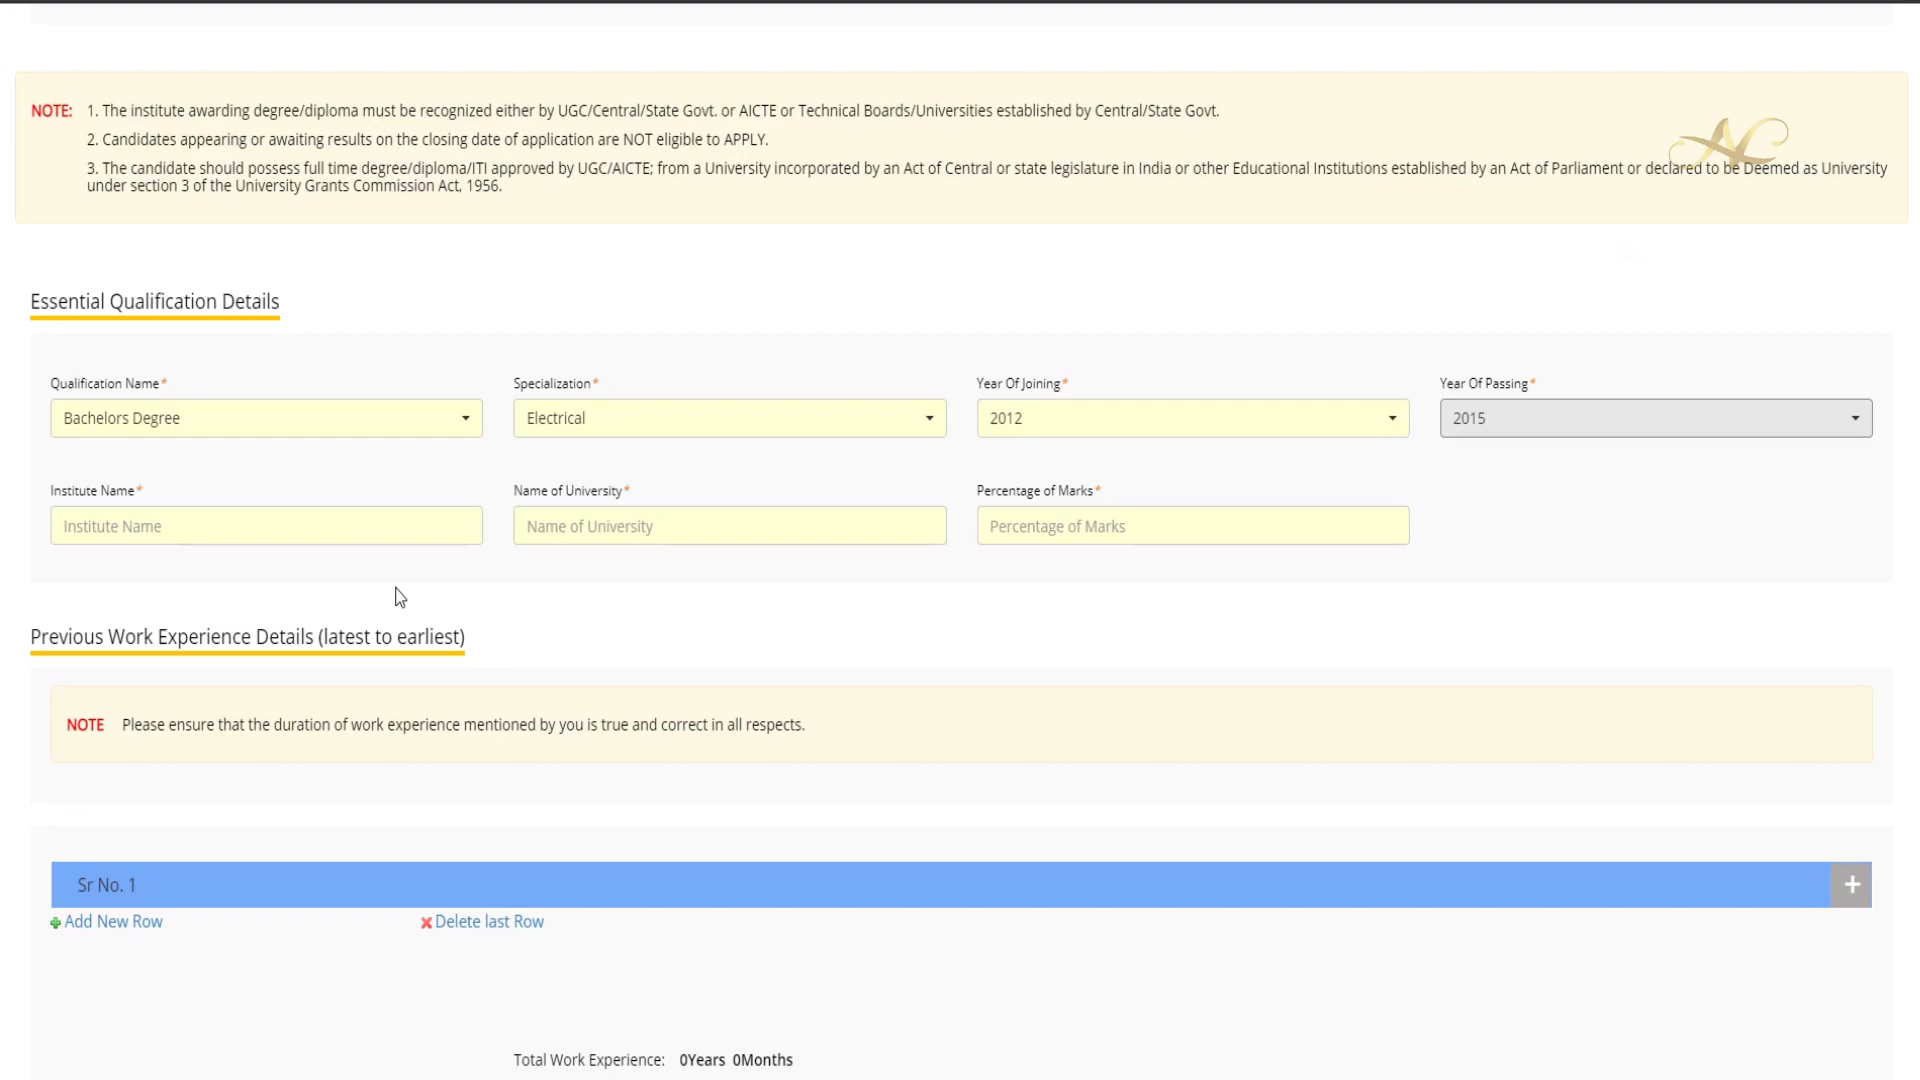 NOTE: 1. The institute awarding degree/diploma must be recognized either by UGC/Central/State Govt. or AICTE or Technical Boards/Universities established by Central/State Govt.
2. Candidates appearing or awaiting results on the closing date of application are NOT eligible to APPLY.
3. The candidate should possess full time degree/diploma/ITI approved by UGC/AICTE; from a University incorporated by an Act of Central or state legislature in India or other Educational Institutions established by an Act of Parliament or declared to be Deemed as University
under section 3 of the University Grants Commission Act, 1956.
AC
Essential Qualification Details
Qualification Name* Specialization* Year Of Joining* Year Of Passing*
Bachelors Degree Electrical 2012 2015
Institute Name* Name of University* Percentage of Marks*
Institute Name Name of University Percentage of Marks
Previous Work Experience Details (latest to earliest)
NOTE Please ensure that the duration of work experience mentioned by you is true and correct in all respects.
Sr No. 1 +
Add New Row Delete last Row
Total Work Experience: 0Years 0Months